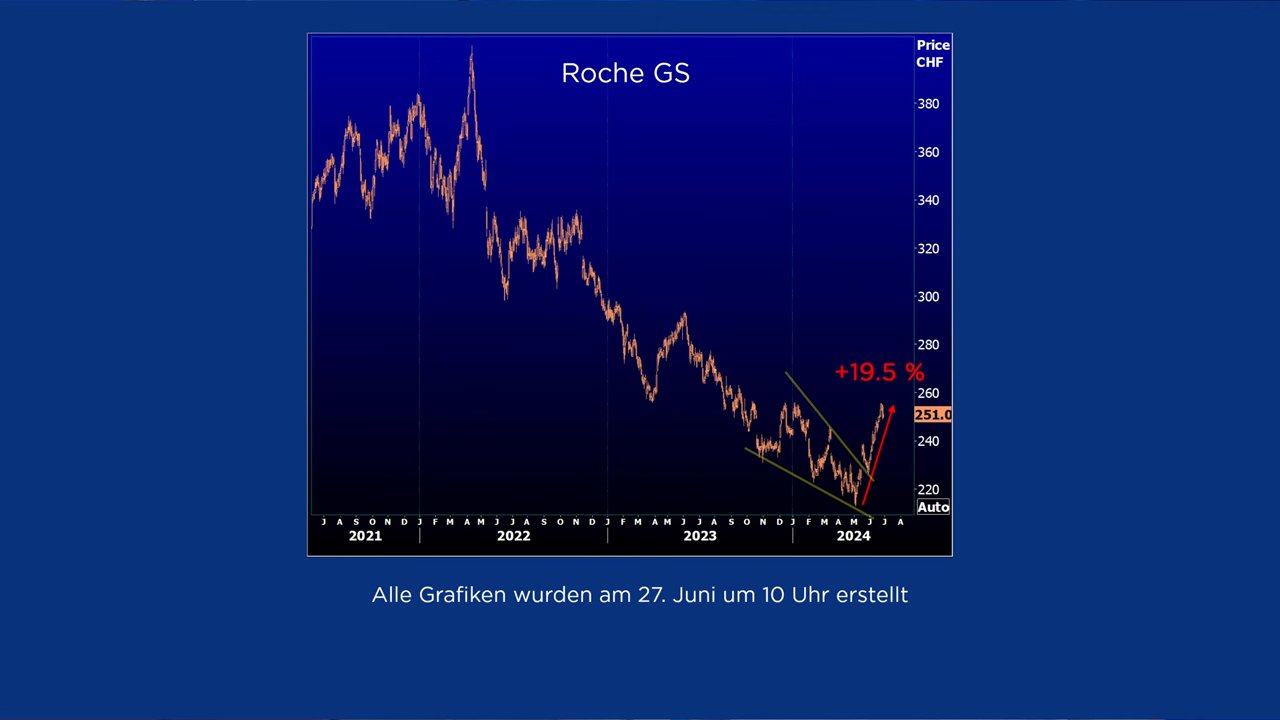 Roche GS
Price
CHF
380
360
340
320
300
280
+19.5 %
260
251.0
240
220
Auto
J A S O N D J F M A M J J A S O N D J F M A M J J A S O N D J F M A M J J A
2021 2022 2023 2024
Alle Grafiken wurden am 27. Juni um 10 Uhr erstellt